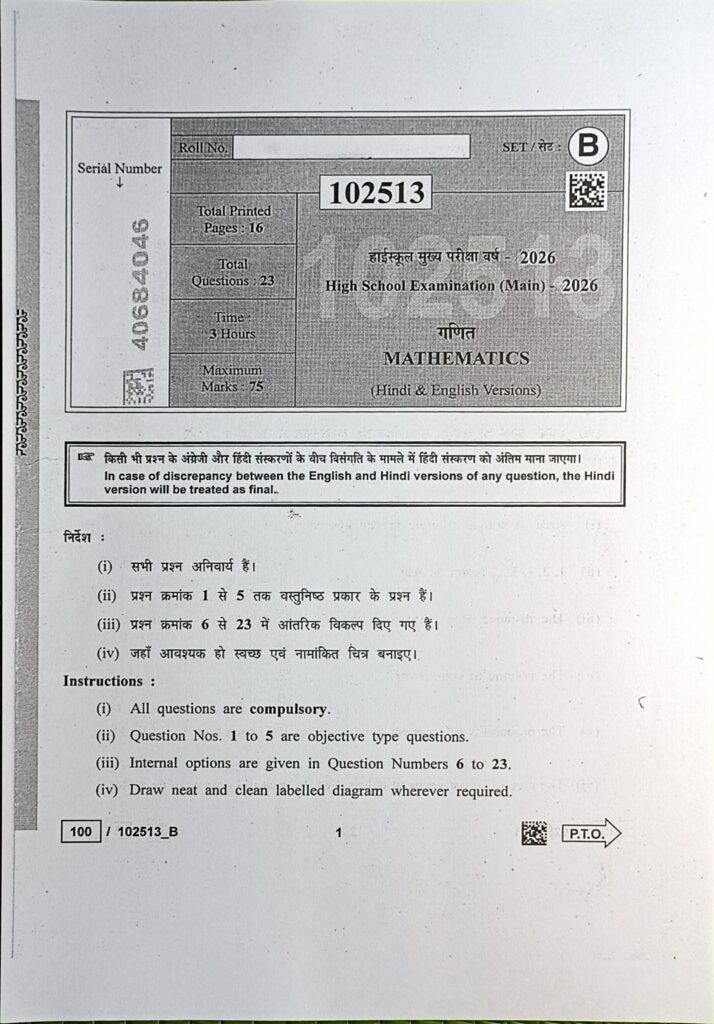 Roll No.
SET / सेट : B
Serial Number
↓
40684046
102513
Total Printed
Pages : 16
Total
Questions : 23
Time :
3 Hours
Maximum
Marks : 75
102513
हाईस्कूल मुख्य परीक्षा वर्ष - 2026
High School Examination (Main) - 2026
गणित
MATHEMATICS
(Hindi & English Versions)
☞ किसी भी प्रश्न के अंग्रेजी और हिंदी संस्करणों के बीच विसंगति के मामले में हिंदी संस्करण को अंतिम माना जाएगा।
In case of discrepancy between the English and Hindi versions of any question, the Hindi
version will be treated as final.
निर्देश :
(i) सभी प्रश्न अनिवार्य हैं।
(ii) प्रश्न क्रमांक 1 से 5 तक वस्तुनिष्ठ प्रकार के प्रश्न हैं।
(iii) प्रश्न क्रमांक 6 से 23 में आंतरिक विकल्प दिए गए हैं।
(iv) जहाँ आवश्यक हो स्वच्छ एवं नामांकित चित्र बनाइए।
Instructions :
(i) All questions are compulsory.
(ii) Question Nos. 1 to 5 are objective type questions.
(iii) Internal options are given in Question Numbers 6 to 23.
(iv) Draw neat and clean labelled diagram wherever required.
100 / 102513_B
1
P.T.O.